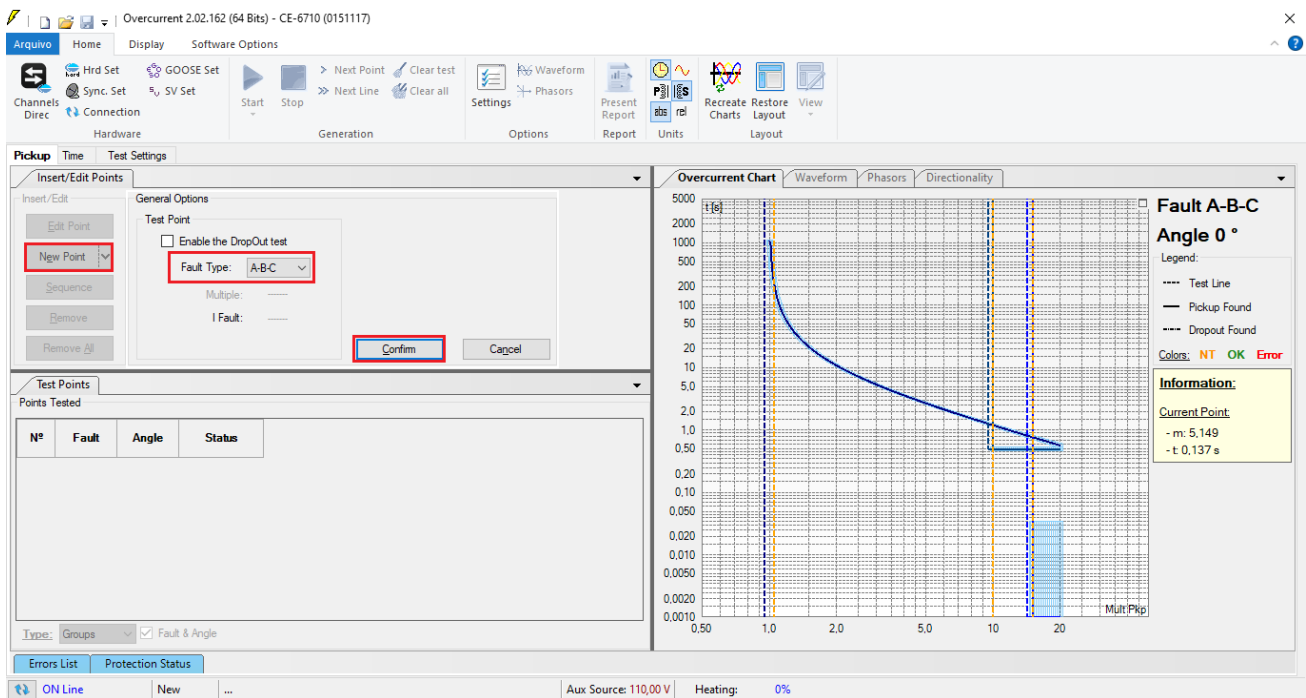 Overcurrent 2.02.162 (64 Bits) - CE-6710 (0151117)
Arquivo Home Display Software Options
Hrd Set GOOSE Set > Next Point Clear test Waveform
Sync. Set SV Set >> Next Line Clear all Phasors
Connection
Channels Direc
Start Stop Settings Present Report abs rel Recreate Charts Restore Layout View
Hardware Generation Options Report Units Layout
Pickup Time Test Settings
Insert/Edit Points
Insert/Edit
Edit Point
New Point
Sequence
Remove
Remove All
General Options
Test Point
Enable the DropOut test
Fault Type: A-B-C
Multiple: -----
I Fault: -----
Confirm Cancel
Test Points
Points Tested
Nº Fault Angle Status
Type: Groups Fault & Angle
Overcurrent Chart Waveform Phasors Directionality
t [s]
5000
2000
1000
500
200
100
50
20
10
5,0
2,0
1,0
0,50
0,20
0,10
0,050
0,020
0,010
0,0050
0,0020
0,0010
Mult Pkp
0,50 1,0 2,0 5,0 10 20
Fault A-B-C
Angle 0 °
Legend:
Test Line
Pickup Found
Dropout Found
Colors: NT OK Error
Information:
Current Point:
- m: 5,149
- t: 0,137 s
Errors List Protection Status
ON Line New ... Aux Source: 110,00 V Heating: 0%